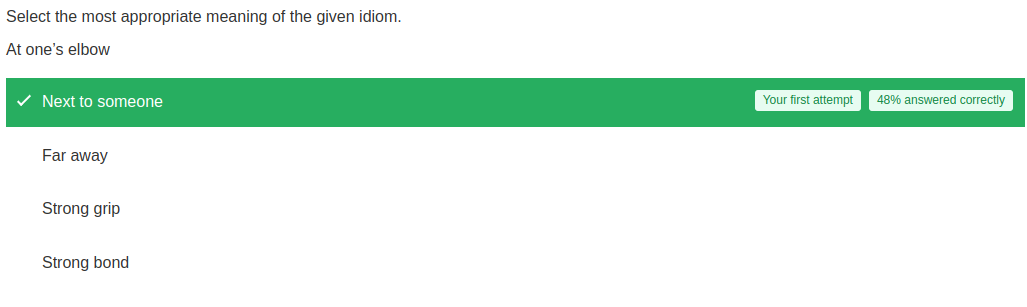 Select the most appropriate meaning of the given idiom.
At one’s elbow
Next to someone Your first attempt 48% answered correctly
Far away
Strong grip
Strong bond